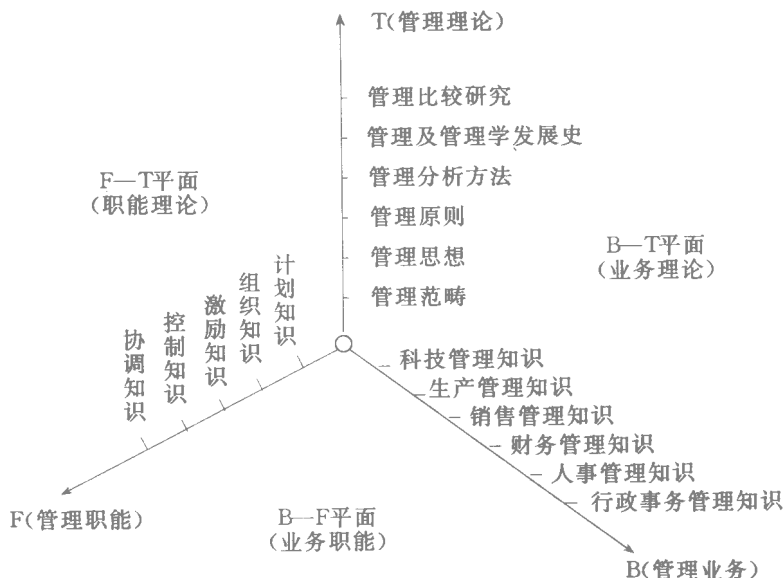 T(管理理论)
管理比较研究
管理及管理学发展史
F—T平面
(职能理论)
管理分析方法
管理原则
B—T平面
(业务理论)
管理思想
管理范畴
计划知识
组织知识
激励知识
控制知识
协调知识
科技管理知识
生产管理知识
销售管理知识
财务管理知识
人事管理知识
行政事务管理知识
F(管理职能)
B—F平面
(业务职能)
B(管理业务)